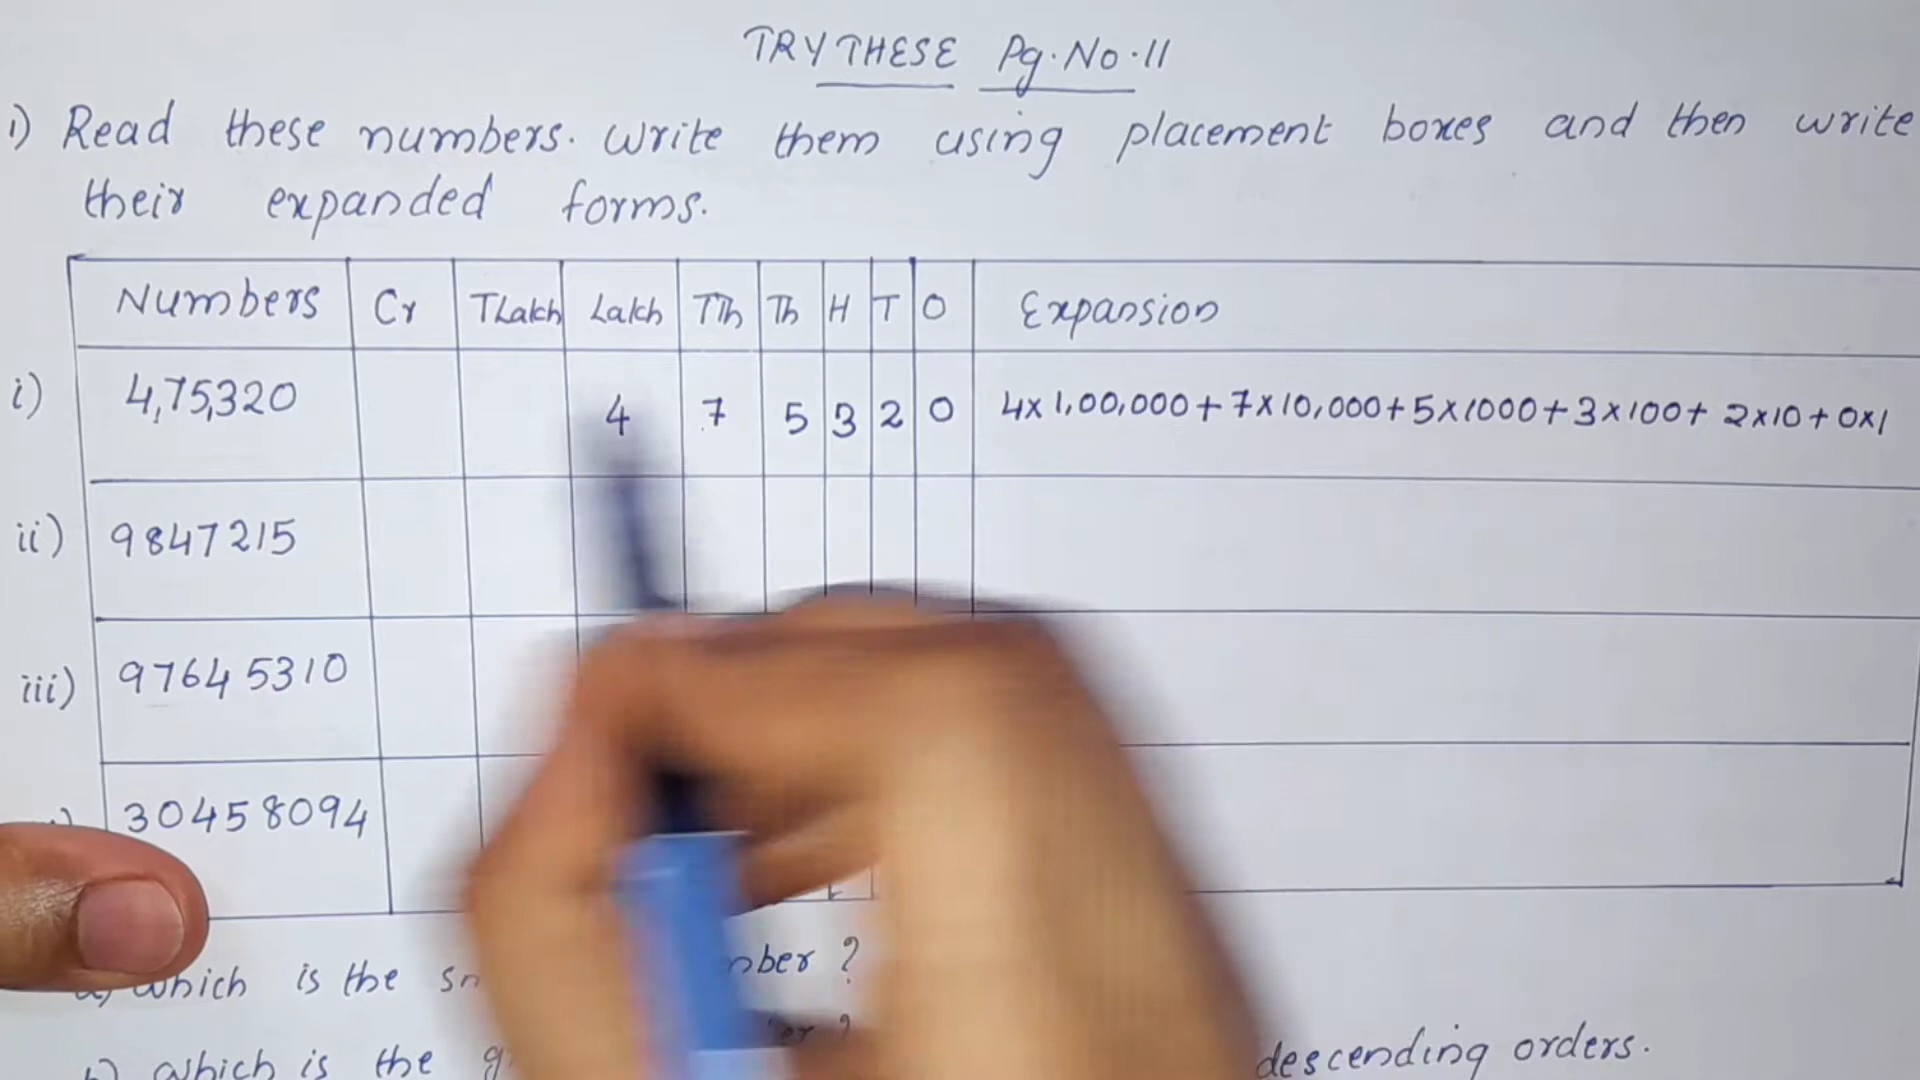 TRY THESE Pg.No.11
1) Read these numbers. Write them using placement boxes and then write
their expanded forms.
Numbers Cr TLakh Lakh TTh Th H T O Expansion
i) 4,75,320 4 7 5 3 2 0 4x1,00,000+7x10,000+5x1000+3x100+2x10+0x1
ii) 9847215
iii) 97645310
30458094
which is the ?
which is the descending orders.